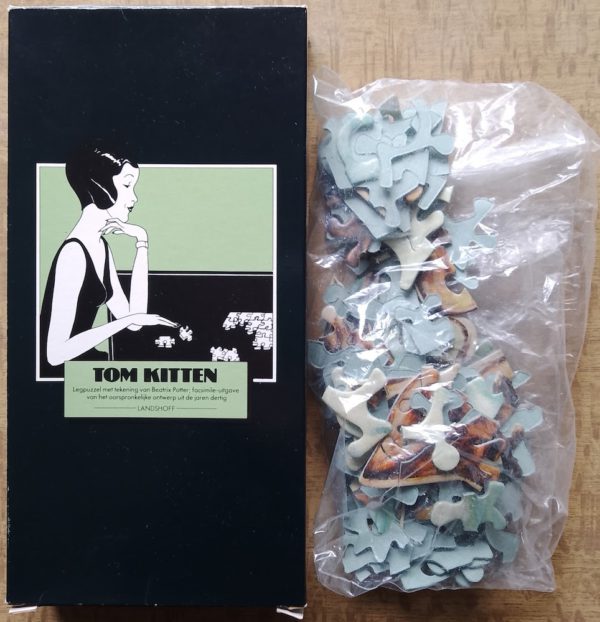 TOM KITTEN
Legpuzzel met tekening van Beatrix Potter; facsimile-uitgave
van het oorspronkelijke ontwerp uit de jaren dertig
LANDSHOFF